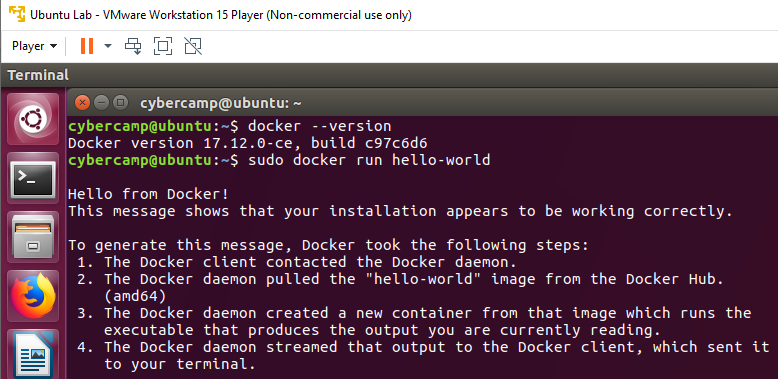 Ubuntu Lab - VMware Workstation 15 Player (Non-commercial use only)
Player
Terminal
cybercamp@ubuntu: ~
cybercamp@ubuntu:~$ docker --version
Docker version 17.12.0-ce, build c97c6d6
cybercamp@ubuntu:~$ sudo docker run hello-world
Hello from Docker!
This message shows that your installation appears to be working correctly.
To generate this message, Docker took the following steps:
1. The Docker client contacted the Docker daemon.
2. The Docker daemon pulled the "hello-world" image from the Docker Hub.
(amd64)
3. The Docker daemon created a new container from that image which runs the
executable that produces the output you are currently reading.
4. The Docker daemon streamed that output to the Docker client, which sent it
to your terminal.